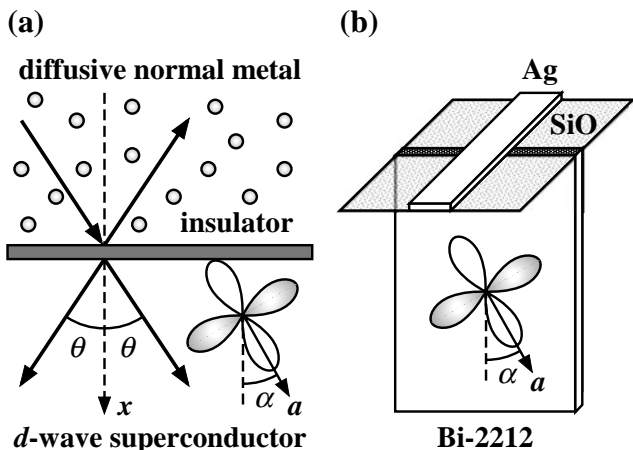 (a)
diffusive normal metal
insulator
θ θ
x
α
a
d-wave superconductor
(b)
Ag
SiO
α
a
Bi-2212